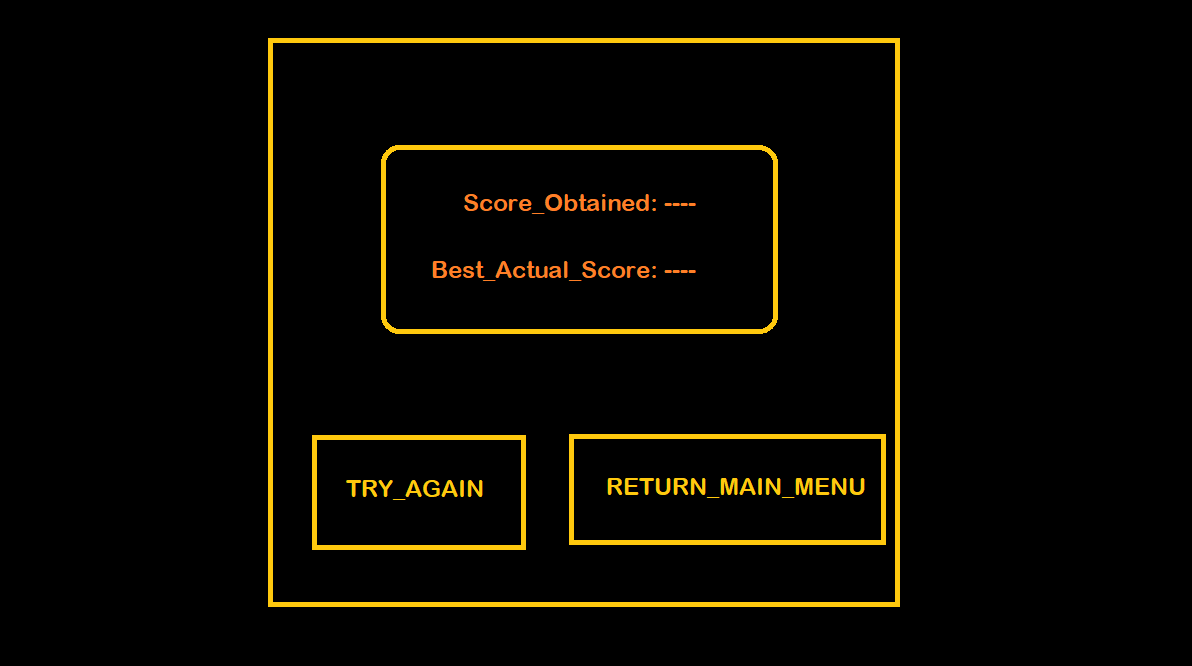 Score_Obtained: ----
Best_Actual_Score: ----
TRY_AGAIN
RETURN_MAIN_MENU